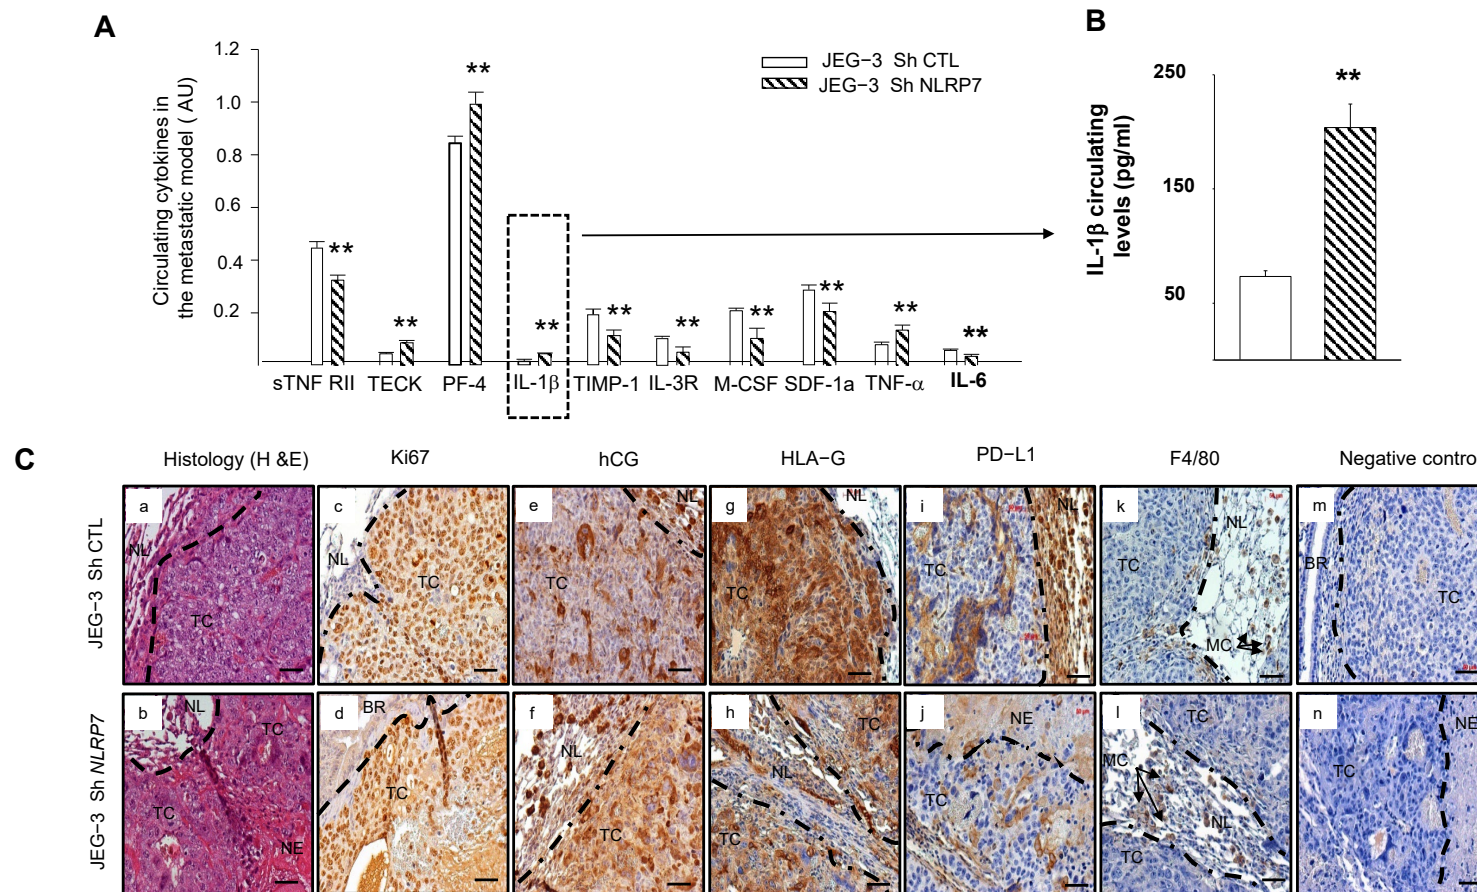 A
B
1.2
1.0
0.8
0.6
0.4
0.2
Circulating cytokines in
the metastatic model ( AU)
JEG−3 Sh CTL
JEG−3 Sh NLRP7
**
**
**
**
**
**
**
**
**
**
sTNF RII
TECK
PF-4
IL-1β
TIMP-1
IL-3R
M-CSF
SDF-1a
TNF-α
IL-6
250
150
50
IL-1β circulating
levels (pg/ml)
**
C
Histology (H &E)
Ki67
hCG
HLA−G
PD−L1
F4/80
Negative contro
JEG−3 Sh CTL
a
NL
TC
c
NL
TC
e
NL
TC
g
NL
TC
i
NL
TC
k
NL
TC
MC
m
BR
TC
JEG−3 Sh NLRP7
b
NL
TC
TC
NE
d
BR
TC
f
NL
TC
h
TC
NL
TC
j
NE
TC
l
TC
MC
NL
TC
n
NE
TC